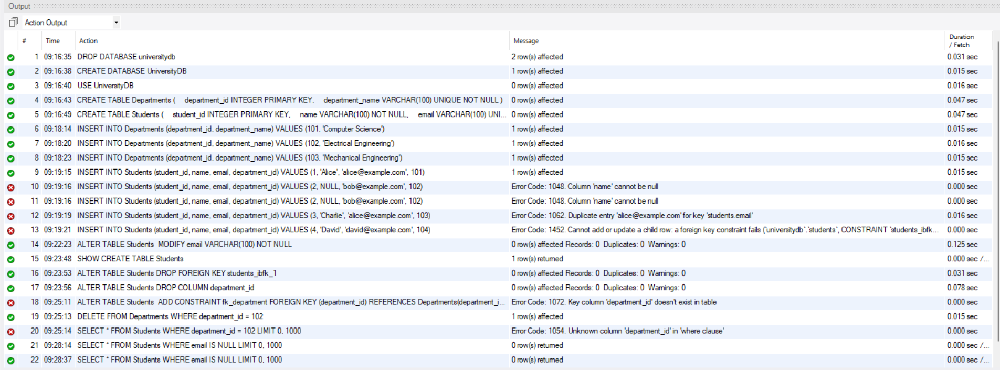 Output
Action Output
# Time Action Message Duration / Fetch
1 09:16:35 DROP DATABASE universitydb 2 row(s) affected 0.031 sec
2 09:16:38 CREATE DATABASE UniversityDB 1 row(s) affected 0.015 sec
3 09:16:40 USE UniversityDB 0 row(s) affected 0.016 sec
4 09:16:43 CREATE TABLE Departments ( department_id INTEGER PRIMARY KEY, department_name VARCHAR(100) UNIQUE NOT NULL ) 0 row(s) affected 0.047 sec
5 09:16:49 CREATE TABLE Students ( student_id INTEGER PRIMARY KEY, name VARCHAR(100) NOT NULL, email VARCHAR(100) UNI... 0 row(s) affected 0.047 sec
6 09:18:14 INSERT INTO Departments (department_id, department_name) VALUES (101, 'Computer Science') 1 row(s) affected 0.015 sec
7 09:18:20 INSERT INTO Departments (department_id, department_name) VALUES (102, 'Electrical Engineering') 1 row(s) affected 0.016 sec
8 09:18:23 INSERT INTO Departments (department_id, department_name) VALUES (103, 'Mechanical Engineering') 1 row(s) affected 0.015 sec
9 09:19:15 INSERT INTO Students (student_id, name, email, department_id) VALUES (1, 'Alice', 'alice@example.com', 101) 1 row(s) affected 0.015 sec
10 09:19:16 INSERT INTO Students (student_id, name, email, department_id) VALUES (2, NULL, 'bob@example.com', 102) Error Code: 1048. Column 'name' cannot be null 0.000 sec
11 09:19:16 INSERT INTO Students (student_id, name, email, department_id) VALUES (2, NULL, 'bob@example.com', 102) Error Code: 1048. Column 'name' cannot be null 0.000 sec
12 09:19:19 INSERT INTO Students (student_id, name, email, department_id) VALUES (3, 'Charlie', 'alice@example.com', 103) Error Code: 1062. Duplicate entry 'alice@example.com' for key 'students.email' 0.016 sec
13 09:19:21 INSERT INTO Students (student_id, name, email, department_id) VALUES (4, 'David', 'david@example.com', 104) Error Code: 1452. Cannot add or update a child row: a foreign key constraint fails (`universitydb`.`students`, CONSTRAINT `students_ibfk... 0.000 sec
14 09:22:23 ALTER TABLE Students MODIFY email VARCHAR(100) NOT NULL 0 row(s) affected Records: 0 Duplicates: 0 Warnings: 0 0.125 sec
15 09:23:48 SHOW CREATE TABLE Students 1 row(s) returned 0.000 sec /...
16 09:23:53 ALTER TABLE Students DROP FOREIGN KEY students_ibfk_1 0 row(s) affected Records: 0 Duplicates: 0 Warnings: 0 0.031 sec
17 09:23:56 ALTER TABLE Students DROP COLUMN department_id 0 row(s) affected Records: 0 Duplicates: 0 Warnings: 0 0.078 sec
18 09:25:11 ALTER TABLE Students ADD CONSTRAINT fk_department FOREIGN KEY (department_id) REFERENCES Departments(department_i... Error Code: 1072. Key column 'department_id' doesn't exist in table 0.000 sec
19 09:25:13 DELETE FROM Departments WHERE department_id = 102 1 row(s) affected 0.015 sec
20 09:25:14 SELECT * FROM Students WHERE department_id = 102 LIMIT 0, 1000 Error Code: 1054. Unknown column 'department_id' in 'where clause' 0.000 sec
21 09:28:14 SELECT * FROM Students WHERE email IS NULL LIMIT 0, 1000 0 row(s) returned 0.000 sec /...
22 09:28:37 SELECT * FROM Students WHERE email IS NULL LIMIT 0, 1000 0 row(s) returned 0.000 sec /...